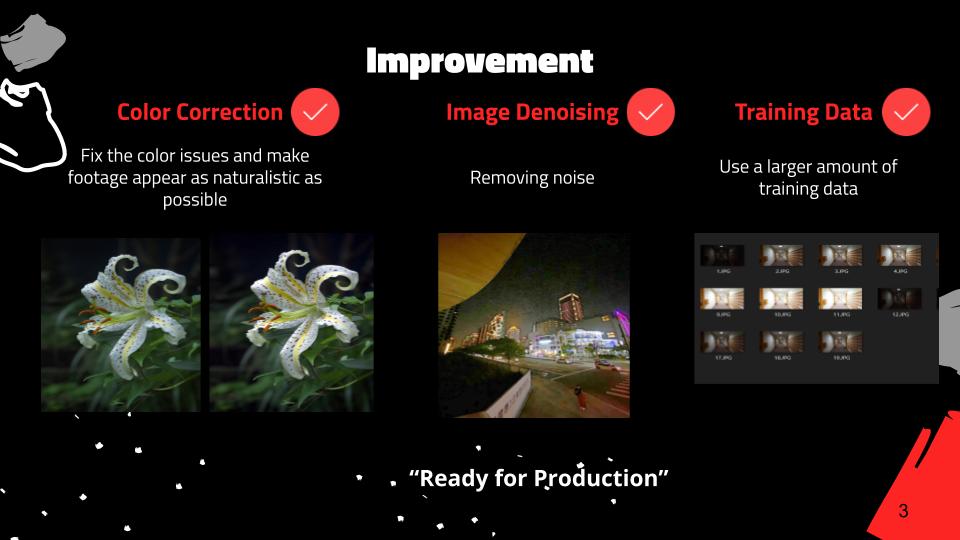 Improvement
Color Correction
Fix the color issues and make
footage appear as naturalistic as
possible
Image Denoising
Removing noise
Training Data
Use a larger amount of
training data
1.JPG 2.JPG 3.JPG 4.JPG
9.JPG 10.JPG 11.JPG 12.JPG
17.JPG 18.JPG 19.JPG
“Ready for Production”
3